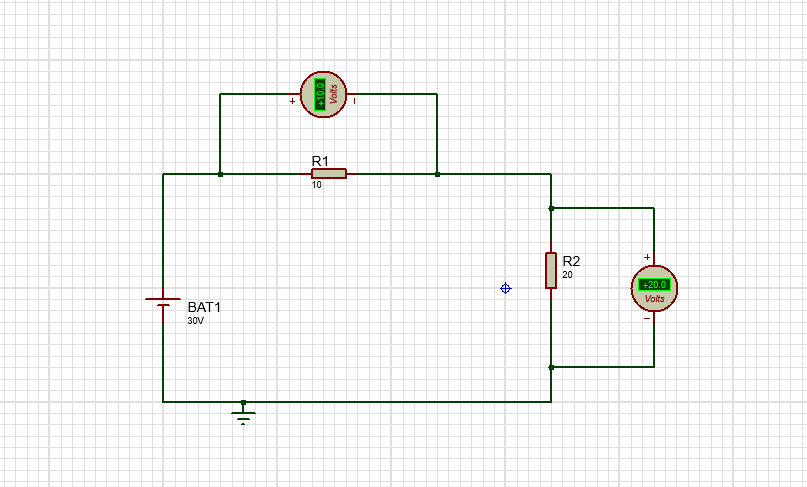 +10.0
Volts
+
R1
10
R2
20
+
+20.0
Volts
BAT1
30V